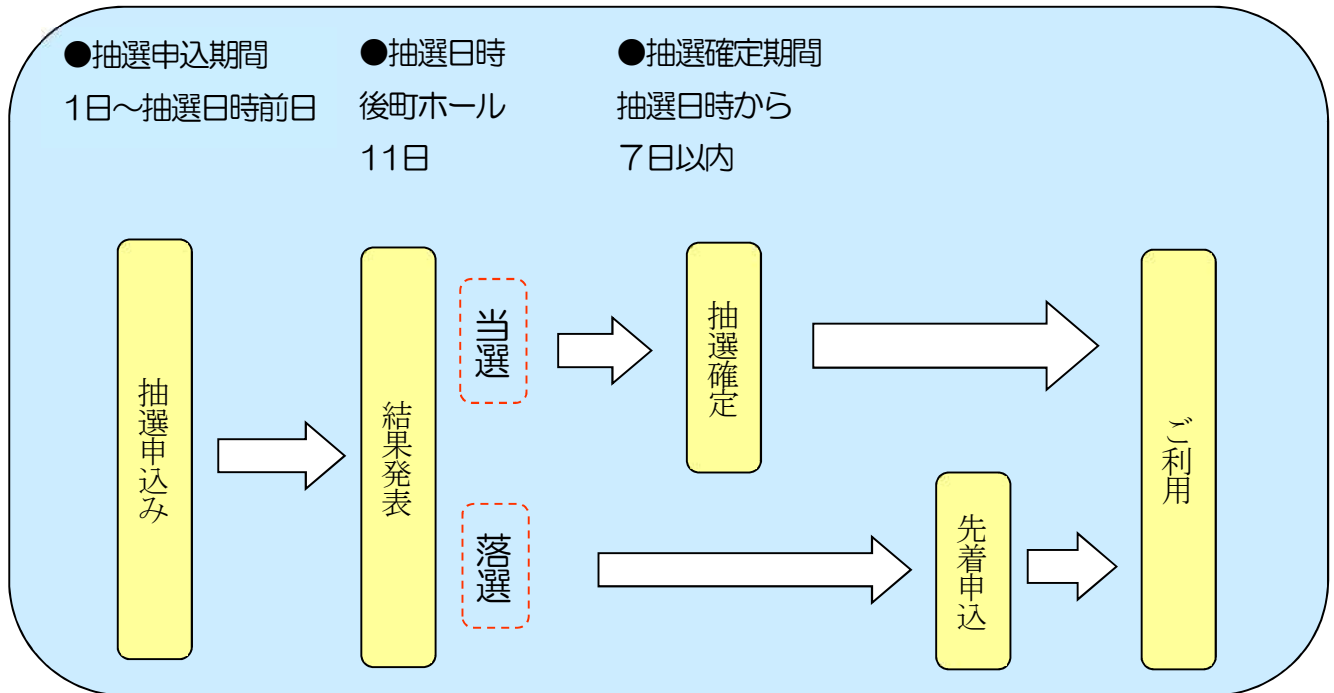 ●抽選申込期間
1日～抽選日時前日
●抽選日時
後町ホール
11日
●抽選確定期間
抽選日時から
７日以内
抽選申込み
結果発表
当選
落選
抽選確定
先着申込
ご利用